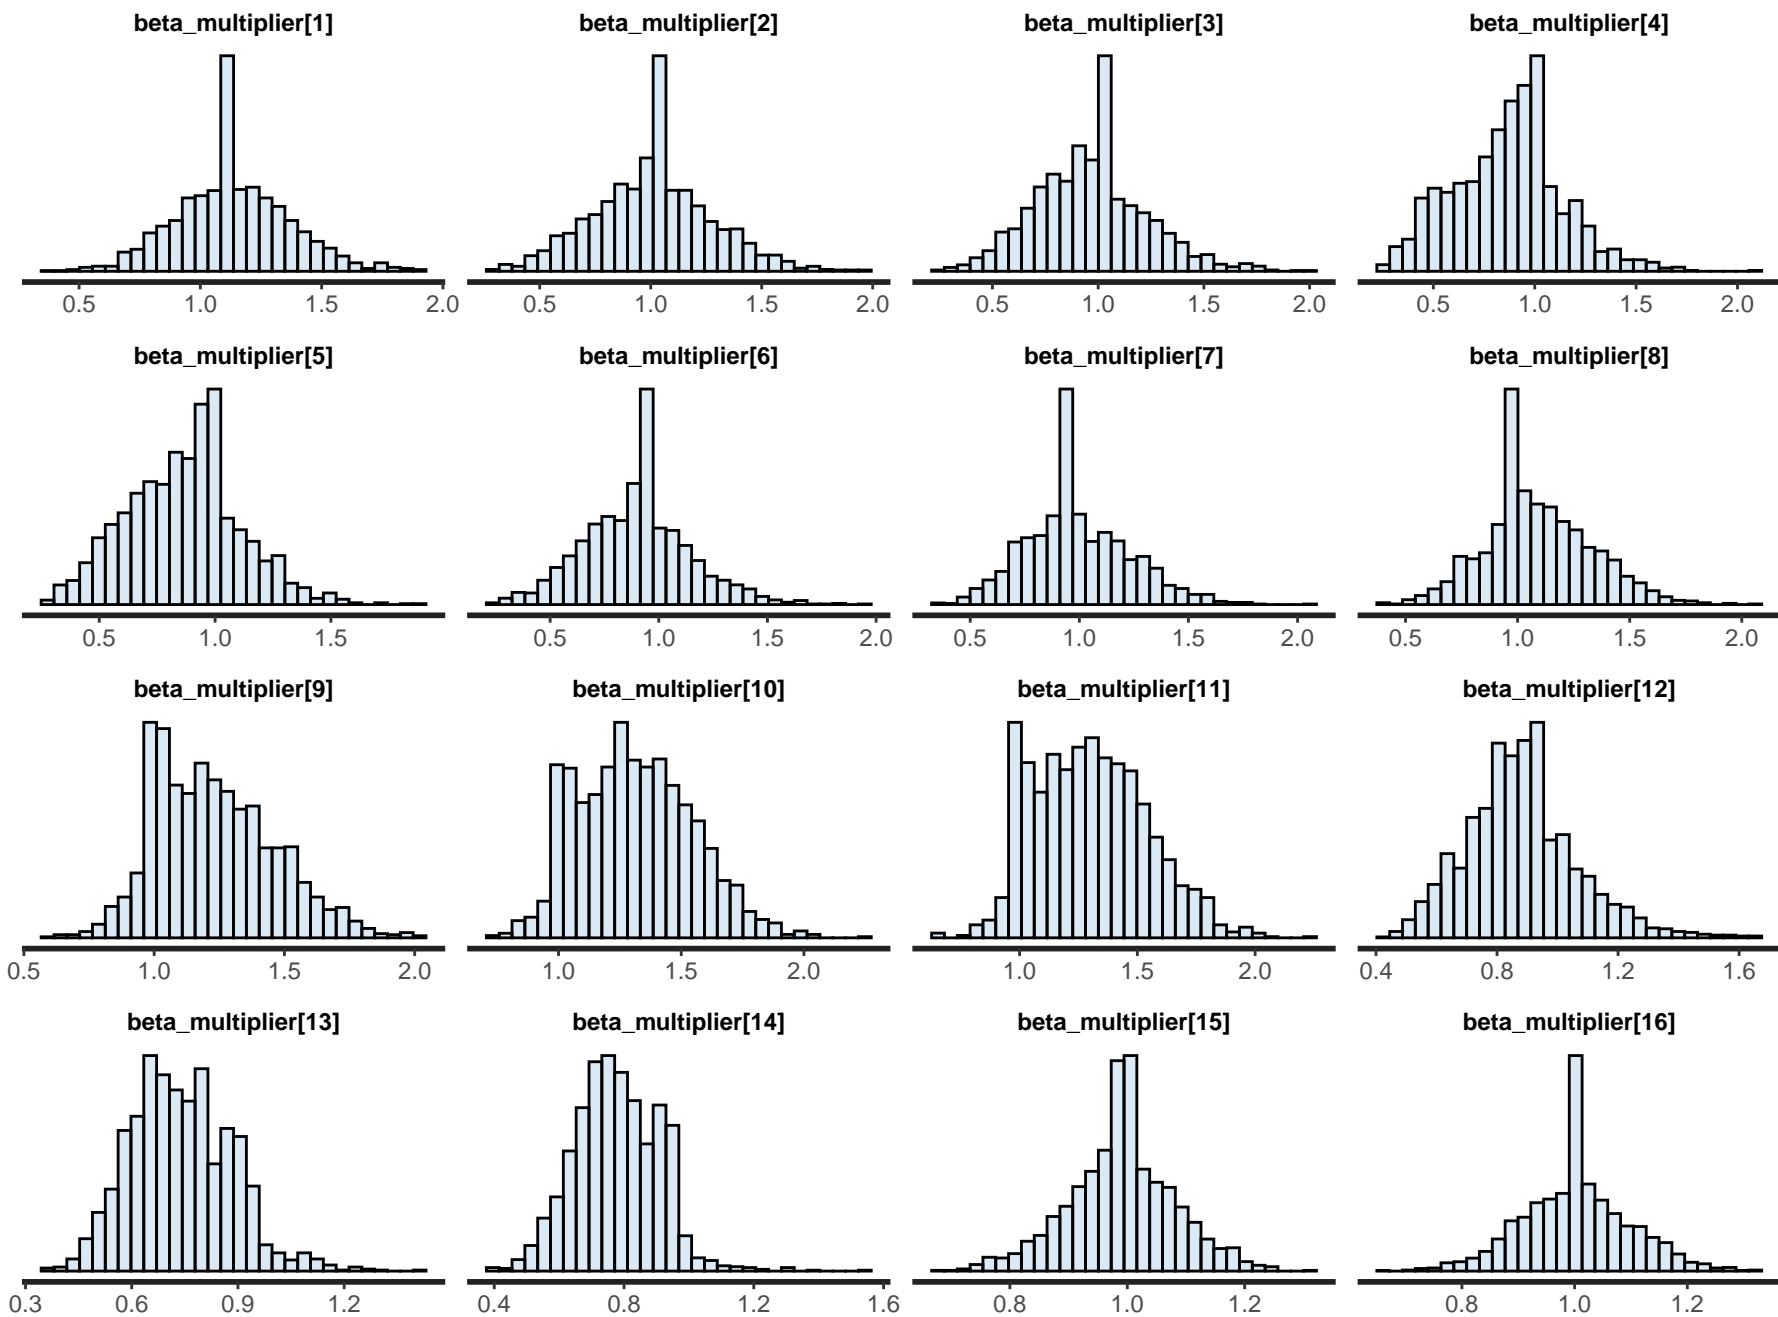 beta_multiplier[1] beta_multiplier[2] beta_multiplier[3] beta_multiplier[4]
0.5 1.0 1.5 2.0 0.5 1.0 1.5 2.0 0.5 1.0 1.5 2.0 0.5 1.0 1.5 2.0
beta_multiplier[5] beta_multiplier[6] beta_multiplier[7] beta_multiplier[8]
0.5 1.0 1.5 0.5 1.0 1.5 2.0 0.5 1.0 1.5 2.0 0.5 1.0 1.5 2.0
beta_multiplier[9] beta_multiplier[10] beta_multiplier[11] beta_multiplier[12]
0.5 1.0 1.5 2.0 1.0 1.5 2.0 1.0 1.5 2.0 0.4 0.8 1.2 1.6
beta_multiplier[13] beta_multiplier[14] beta_multiplier[15] beta_multiplier[16]
0.3 0.6 0.9 1.2 0.4 0.8 1.2 1.6 0.8 1.0 1.2 0.8 1.0 1.2